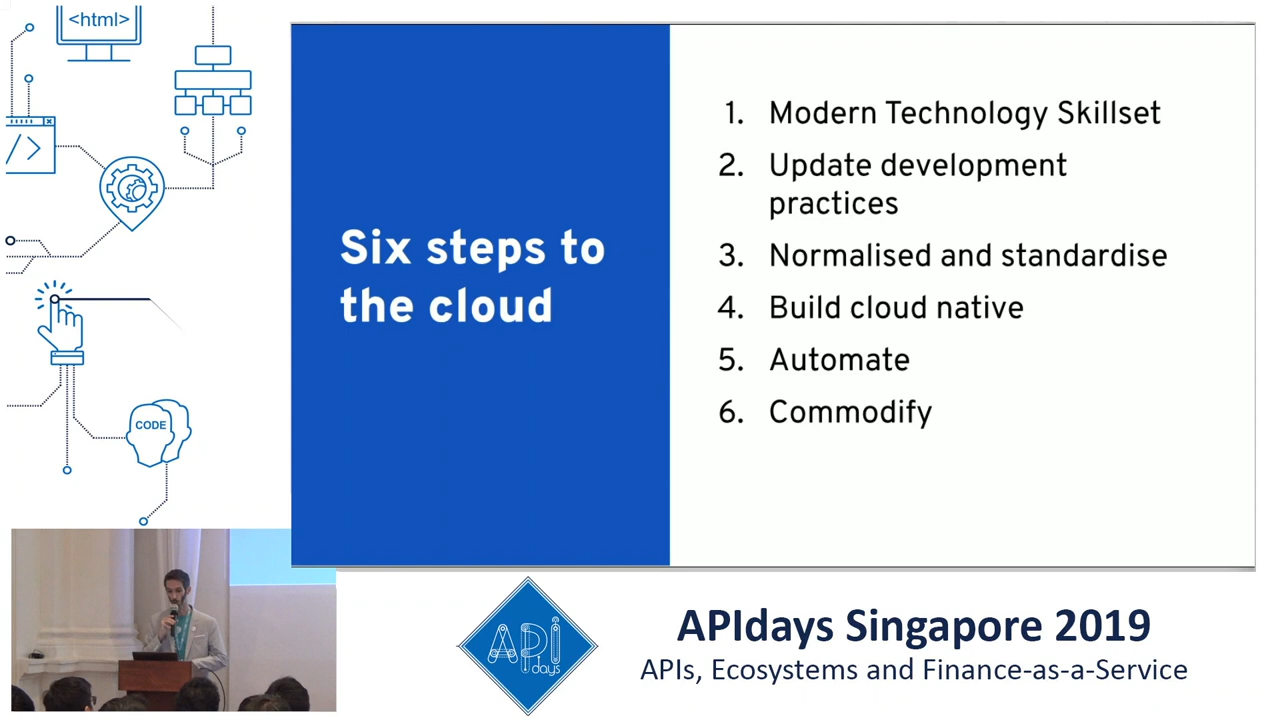 <html>
CODE
Six steps to
the cloud
1. Modern Technology Skillset
2. Update development
practices
3. Normalised and standardise
4. Build cloud native
5. Automate
6. Commodify
API
days
APIdays Singapore 2019
APIs, Ecosystems and Finance-as-a-Service